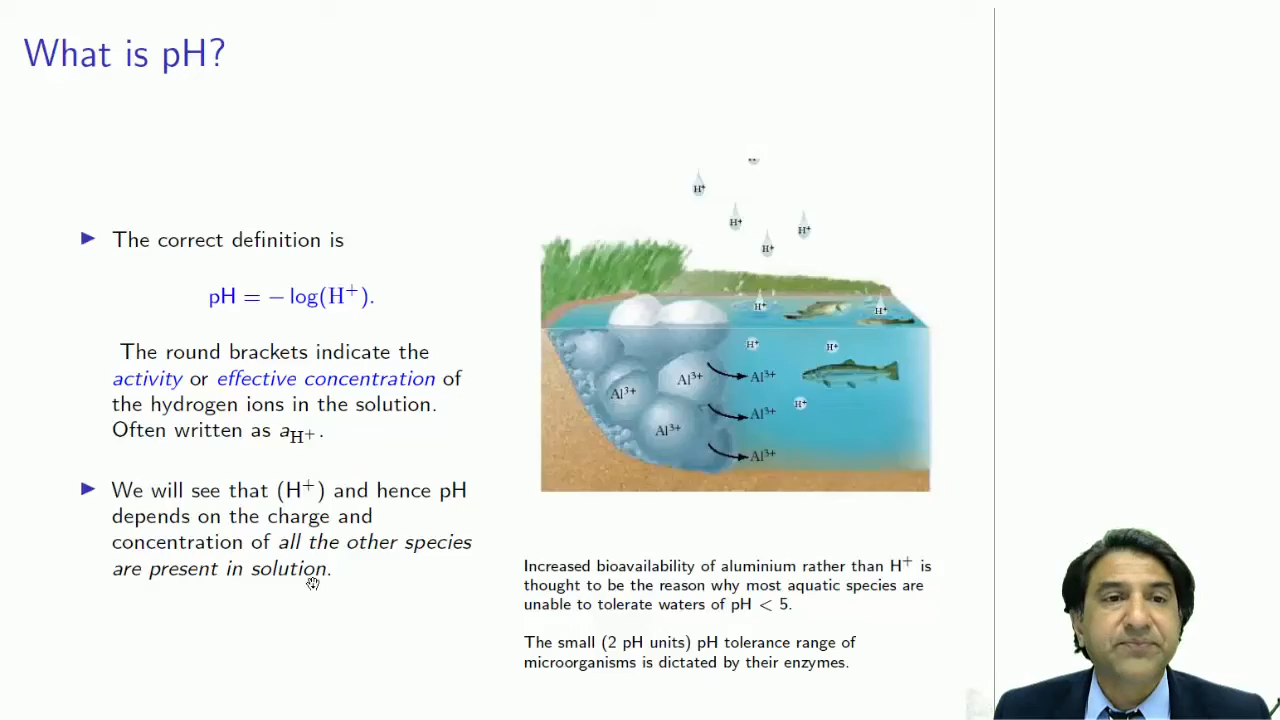 What is pH?
▶ The correct definition is
pH = − log(H⁺).
The round brackets indicate the
activity or effective concentration of
the hydrogen ions in the solution.
Often written as a_H⁺.
▶ We will see that (H⁺) and hence pH
depends on the charge and
concentration of all the other species
are present in solution.
H⁺
H⁺
H⁺
H⁺
H⁺
H⁺
H⁺
H⁺
Al³⁺
Al³⁺
Al³⁺
H⁺
Al³⁺
Al³⁺
Al³⁺
Increased bioavailability of aluminium rather than H⁺ is
thought to be the reason why most aquatic species are
unable to tolerate waters of pH < 5.
The small (2 pH units) pH tolerance range of
microorganisms is dictated by their enzymes.